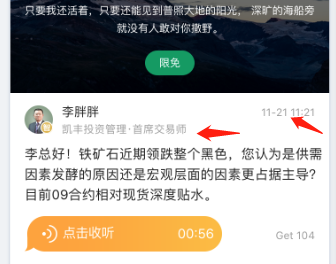 只要我还活着，只要还能见到普照大地的阳光， 深旷的海船旁
就没有人敢对你撒野。
限免
李胖胖
11-21 11:21
凯丰投资管理·首席交易师
李总好！铁矿石近期领跌整个黑色，您认为是供需
因素发酵的原因还是宏观层面的因素更占据主导？
目前09合约相对现货深度贴水。
点击收听 00:56
Get 104